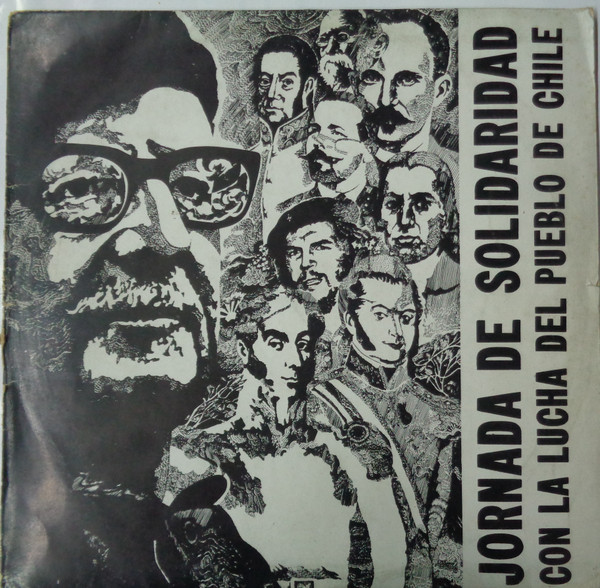 JORNADA DE SOLIDARIDAD
CON LA LUCHA DEL PUEBLO DE CHILE